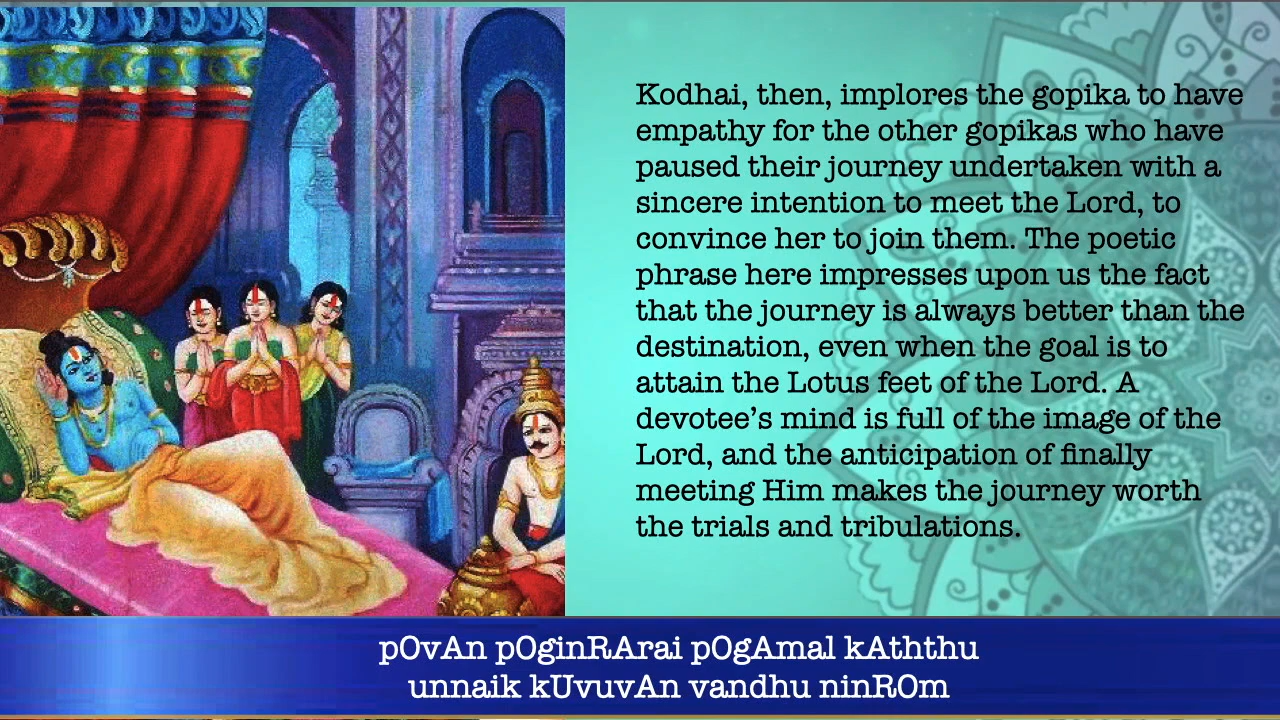 Kodhai, then, implores the gopika to have
empathy for the other gopikas who have
paused their journey undertaken with a
sincere intention to meet the Lord, to
convince her to join them. The poetic
phrase here impresses upon us the fact
that the journey is always better than the
destination, even when the goal is to
attain the Lotus feet of the Lord. A
devotee’s mind is full of the image of the
Lord, and the anticipation of finally
meeting Him makes the journey worth
the trials and tribulations.
pOvAn pOginRArai pOgAmal kAththu
unnaik kUvuvAn vandhu ninROm